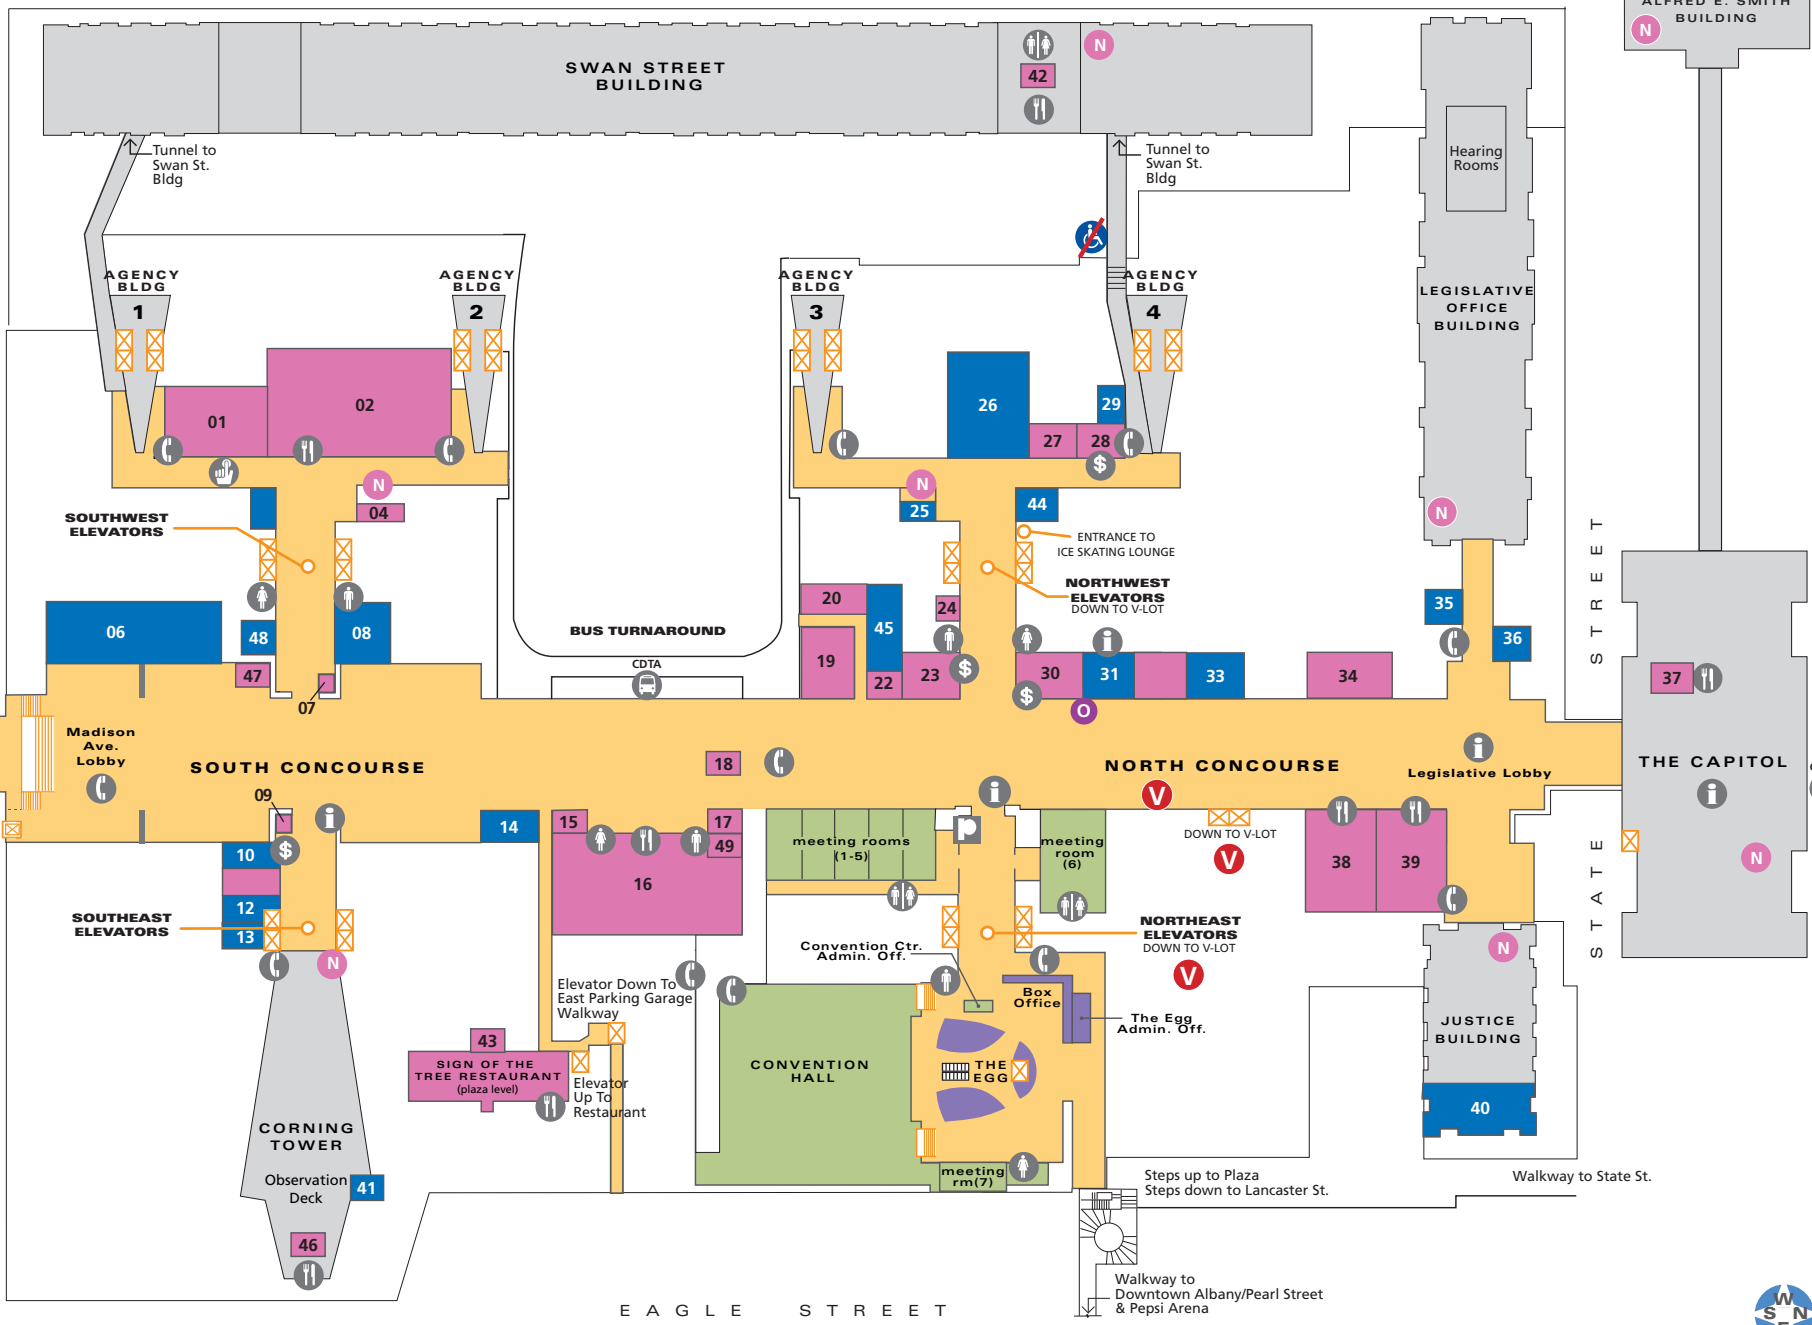 ALFRED E. SMITH
BUILDING
N
SWAN STREET
BUILDING
N
42
Tunnel to
Swan St.
Bldg
Tunnel to
Swan St.
Bldg
Hearing
Rooms
AGENCY
BLDG
1
AGENCY
BLDG
2
AGENCY
BLDG
3
AGENCY
BLDG
4
LEGISLATIVE
OFFICE
BUILDING
01
02
26
29
27
28
$
N
04
N
25
44
N
SOUTHWEST
ELEVATORS
ENTRANCE TO
ICE SKATING LOUNGE
NORTHWEST
ELEVATORS
DOWN TO V-LOT
STREET
STATE
06
48
08
47
07
BUS TURNAROUND
CDTA
20
45
24
19
22
23
$
30
$
i
31
O
33
34
35
36
37
Madison
Ave.
Lobby
SOUTH CONCOURSE
18
NORTH CONCOURSE
i
Legislative Lobby
THE CAPITOL
i
09
i
$
14
15
17
49
16
i
P
meeting rooms
(1-5)
meeting
room
(6)
V
DOWN TO V-LOT
V
38
39
N
10
12
13
SOUTHEAST
ELEVATORS
N
Convention Ctr.
Admin. Off.
NORTHEAST
ELEVATORS
DOWN TO V-LOT
V
N
Elevator Down To
East Parking Garage
Walkway
Box
Office
The Egg
Admin. Off.
JUSTICE
BUILDING
43
SIGN OF THE
TREE RESTAURANT
(plaza level)
Elevator
Up To
Restaurant
CONVENTION
HALL
THE
EGG
40
CORNING
TOWER
Observation
Deck
41
46
meeting
rm(7)
Steps up to Plaza
Steps down to Lancaster St.
Walkway to State St.
Walkway to
Downtown Albany/Pearl Street
& Pepsi Arena
EAGLE STREET
W
S N